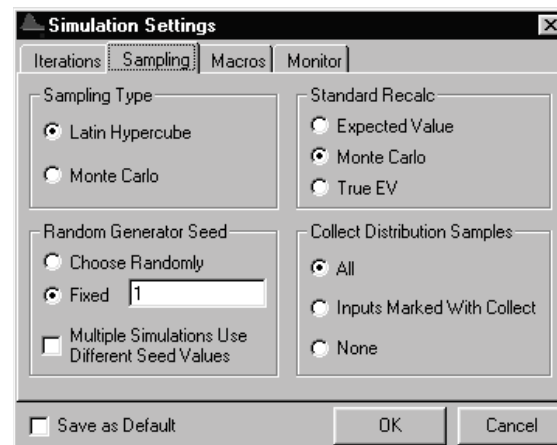 Simulation Settings
Iterations
Sampling
Macros
Monitor
Sampling Type
Latin Hypercube
Monte Carlo
Standard Recalc
Expected Value
Monte Carlo
True EV
Random Generator Seed
Choose Randomly
Fixed 1
Multiple Simulations Use
Different Seed Values
Collect Distribution Samples
All
Inputs Marked With Collect
None
Save as Default
OK
Cancel